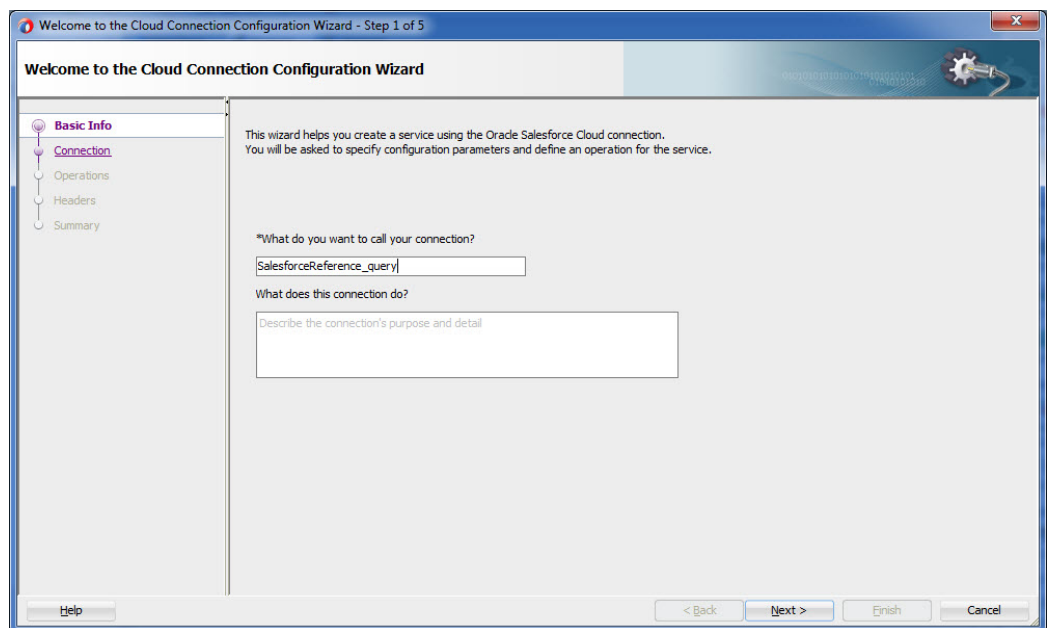 Welcome to the Cloud Connection Configuration Wizard - Step 1 of 5
Welcome to the Cloud Connection Configuration Wizard
Basic Info
Connection
Operations
Headers
Summary
This wizard helps you create a service using the Oracle Salesforce Cloud connection.
You will be asked to specify configuration parameters and define an operation for the service.
*What do you want to call your connection?
SalesforceReference_query
What does this connection do?
Describe the connection's purpose and detail
Help
< Back
Next >
Finish
Cancel